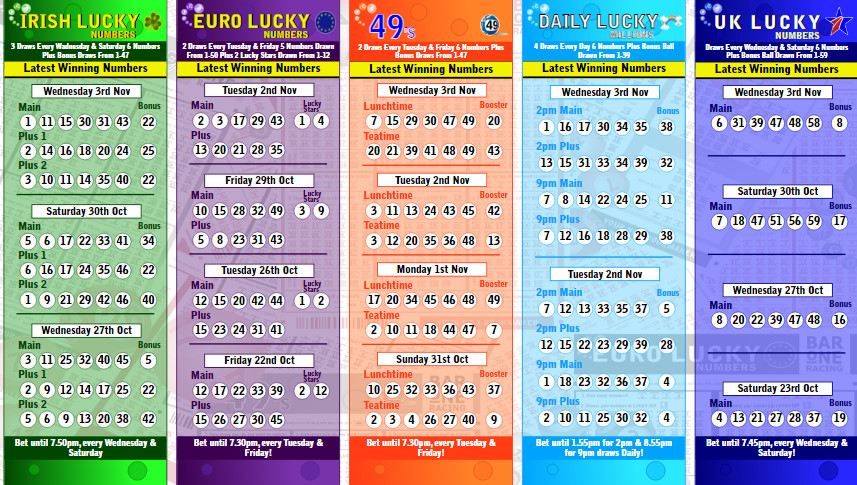 IRISH LUCKY
NUMBERS
3 Draws Every Wednesday & Saturday 6 Numbers
Plus Bonus Draws From 1-47
Latest Winning Numbers
Wednesday 3rd Nov
Main Bonus
1 11 15 30 31 43 22
Plus 1
2 14 16 18 20 24 25
Plus 2
3 10 11 14 35 40 22
Saturday 30th Oct
Main Bonus
5 6 17 22 33 41 34
Plus 1
6 16 17 24 35 46 22
Plus 2
1 9 21 29 42 46 40
Wednesday 27th Oct
Main Bonus
3 11 25 32 40 45 5
Plus 1
2 9 12 14 17 25 22
Plus 2
5 6 9 13 20 38 42
Bet until 7.50pm, every Wednesday &
Saturday
EURO LUCKY
NUMBERS
2 Draws Every Tuesday & Friday 5 Numbers Drawn
From 1-50 Plus 2 Lucky Stars Drawn From 1-12
Latest Winning Numbers
Tuesday 2nd Nov
Main Lucky Stars
2 3 17 29 43 1 4
Plus
13 20 21 28 35
Friday 29th Oct
Main Lucky Stars
10 15 28 32 49 3 9
Plus
5 8 23 31 43
Tuesday 26th Oct
Main Lucky Stars
12 15 20 42 44 1 2
Plus
15 23 24 31 41
Friday 22nd Oct
Main Lucky Stars
12 17 22 33 39 2 12
Plus
15 26 27 30 45
Bet until 7.30pm, every Tuesday &
Friday!
49's
49
2 Draws Every Tuesday & Friday 6 Numbers Plus
Bonus Draws From 1-47
Latest Winning Numbers
Wednesday 3rd Nov
Lunchtime Booster
7 15 29 30 47 49 20
Teatime
20 21 39 41 48 49 43
Tuesday 2nd Nov
Lunchtime Booster
3 11 13 24 43 45 42
Teatime
3 12 20 35 36 48 13
Monday 1st Nov
Lunchtime Booster
17 20 34 45 46 48 49
Teatime
2 10 11 18 44 47 7
Sunday 31st Oct
Lunchtime Booster
10 25 32 33 36 43 37
Teatime
2 3 4 26 27 40 9
Bet until 7.30pm, every Tuesday &
Friday!
DAILY LUCKY
MILLIONS
4 Draws Every Day 6 Numbers Plus Bonus Ball
Drawn From 1-39
Latest Winning Numbers
Wednesday 3rd Nov
2pm Main Bonus
1 16 17 30 34 35 38
2pm Plus
13 15 31 33 34 39 32
9pm Main
7 8 14 22 24 25 11
9pm Plus
7 12 16 18 28 29 38
Tuesday 2nd Nov
2pm Main Bonus
7 12 13 33 35 37 5
2pm Plus
12 15 22 23 29 39 28
9pm Main
1 18 23 32 36 37 4
9pm Plus
2 10 11 25 30 32 4
Bet until 1.55pm for 2pm & 8.55pm
for 9pm draws Daily!
UK LUCKY
NUMBERS
Draws Every Wednesday & Saturday 6 Numbers
Plus Bonus Ball Drawn From 1-59
Latest Winning Numbers
Wednesday 3rd Nov
Main Bonus
6 31 39 47 48 58 8
Saturday 30th Oct
Main Bonus
7 18 47 51 56 59 17
Wednesday 27th Oct
Main Bonus
8 20 22 39 47 48 16
Saturday 23rd Oct
Main Bonus
4 13 21 27 28 37 19
Bet until 7.45pm, every Wednesday &
Saturday!
EURO LUCKY
NUMBERS
BAR
ONE
RACING